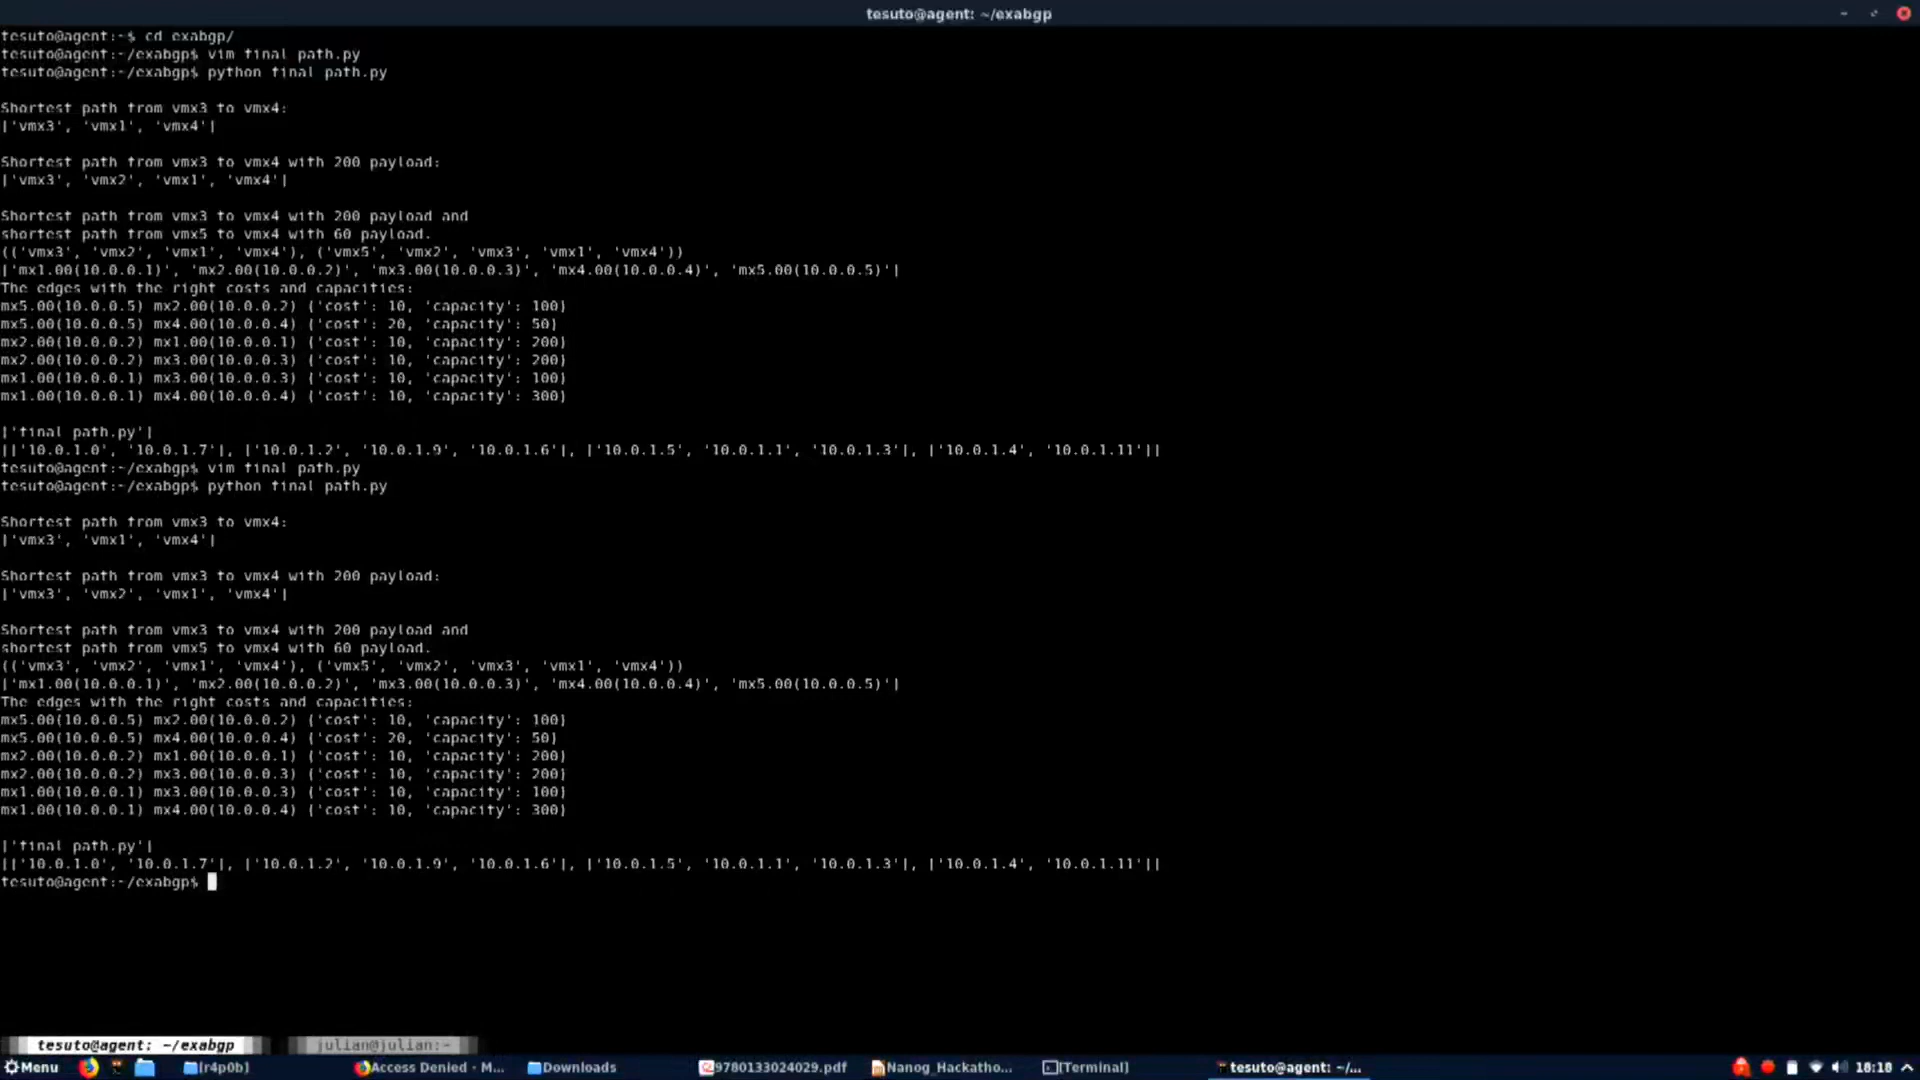 tesuto@agent: ~/exabgp
tesuto@agent:~$ cd exabgp/
tesuto@agent:~/exabgp$ vim final_path.py
tesuto@agent:~/exabgp$ python final_path.py
Shortest path from vmx3 to vmx4:
['vmx3', 'vmx1', 'vmx4']
Shortest path from vmx3 to vmx4 with 200 payload:
['vmx3', 'vmx2', 'vmx1', 'vmx4']
Shortest path from vmx3 to vmx4 with 200 payload and
shortest path from vmx5 to vmx4 with 60 payload.
(('vmx3', 'vmx2', 'vmx1', 'vmx4'), ('vmx5', 'vmx2', 'vmx3', 'vmx1', 'vmx4'))
['mx1.00(10.0.0.1)', 'mx2.00(10.0.0.2)', 'mx3.00(10.0.0.3)', 'mx4.00(10.0.0.4)', 'mx5.00(10.0.0.5)']
The edges with the right costs and capacities:
mx5.00(10.0.0.5) mx2.00(10.0.0.2) {'cost': 10, 'capacity': 100}
mx5.00(10.0.0.5) mx4.00(10.0.0.4) {'cost': 20, 'capacity': 50}
mx2.00(10.0.0.2) mx1.00(10.0.0.1) {'cost': 10, 'capacity': 200}
mx2.00(10.0.0.2) mx3.00(10.0.0.3) {'cost': 10, 'capacity': 200}
mx1.00(10.0.0.1) mx3.00(10.0.0.3) {'cost': 10, 'capacity': 100}
mx1.00(10.0.0.1) mx4.00(10.0.0.4) {'cost': 10, 'capacity': 300}
['final_path.py']
[['10.0.1.0', '10.0.1.7'], ['10.0.1.2', '10.0.1.9', '10.0.1.6'], ['10.0.1.5', '10.0.1.1', '10.0.1.3'], ['10.0.1.4', '10.0.1.11']]
tesuto@agent:~/exabgp$ vim final_path.py
tesuto@agent:~/exabgp$ python final_path.py
Shortest path from vmx3 to vmx4:
['vmx3', 'vmx1', 'vmx4']
Shortest path from vmx3 to vmx4 with 200 payload:
['vmx3', 'vmx2', 'vmx1', 'vmx4']
Shortest path from vmx3 to vmx4 with 200 payload and
shortest path from vmx5 to vmx4 with 60 payload.
(('vmx3', 'vmx2', 'vmx1', 'vmx4'), ('vmx5', 'vmx2', 'vmx3', 'vmx1', 'vmx4'))
['mx1.00(10.0.0.1)', 'mx2.00(10.0.0.2)', 'mx3.00(10.0.0.3)', 'mx4.00(10.0.0.4)', 'mx5.00(10.0.0.5)']
The edges with the right costs and capacities:
mx5.00(10.0.0.5) mx2.00(10.0.0.2) {'cost': 10, 'capacity': 100}
mx5.00(10.0.0.5) mx4.00(10.0.0.4) {'cost': 20, 'capacity': 50}
mx2.00(10.0.0.2) mx1.00(10.0.0.1) {'cost': 10, 'capacity': 200}
mx2.00(10.0.0.2) mx3.00(10.0.0.3) {'cost': 10, 'capacity': 200}
mx1.00(10.0.0.1) mx3.00(10.0.0.3) {'cost': 10, 'capacity': 100}
mx1.00(10.0.0.1) mx4.00(10.0.0.4) {'cost': 10, 'capacity': 300}
['final_path.py']
[['10.0.1.0', '10.0.1.7'], ['10.0.1.2', '10.0.1.9', '10.0.1.6'], ['10.0.1.5', '10.0.1.1', '10.0.1.3'], ['10.0.1.4', '10.0.1.11']]
tesuto@agent:~/exabgp$
tesuto@agent: ~/exabgp julian@julian:~
Menu [r4p0b] Access Denied - M... Downloads 9780133024029.pdf Nanog_Hackatho... [Terminal] tesuto@agent: ~/... 18:18